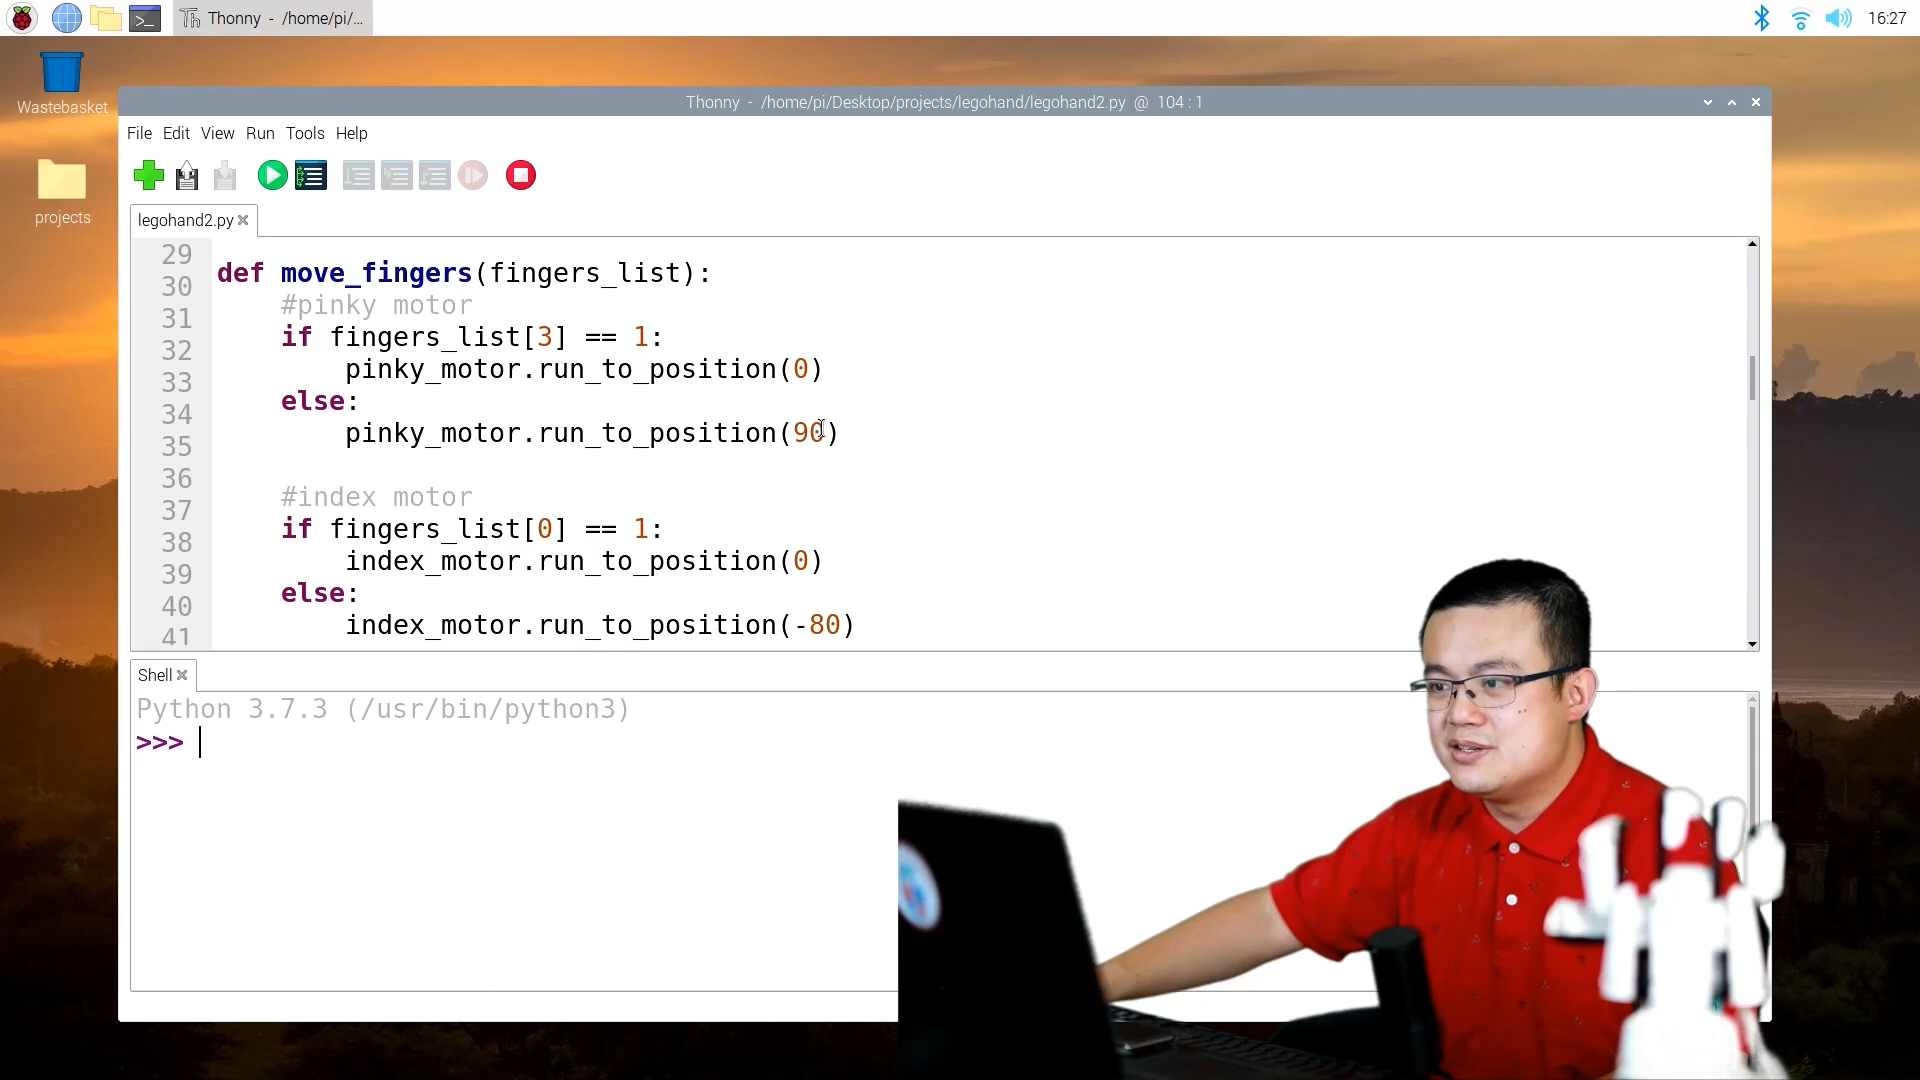 Thonny - /home/pi/...
16:27
Wastebasket
projects
Thonny - /home/pi/Desktop/projects/legohand/legohand2.py @ 104 : 1
File Edit View Run Tools Help
legohand2.py
29
30 def move_fingers(fingers_list):
31 #pinky motor
32 if fingers_list[3] == 1:
33 pinky_motor.run_to_position(0)
34 else:
35 pinky_motor.run_to_position(90)
36
37 #index motor
38 if fingers_list[0] == 1:
39 index_motor.run_to_position(0)
40 else:
41 index_motor.run_to_position(-80)
Shell
Python 3.7.3 (/usr/bin/python3)
>>>